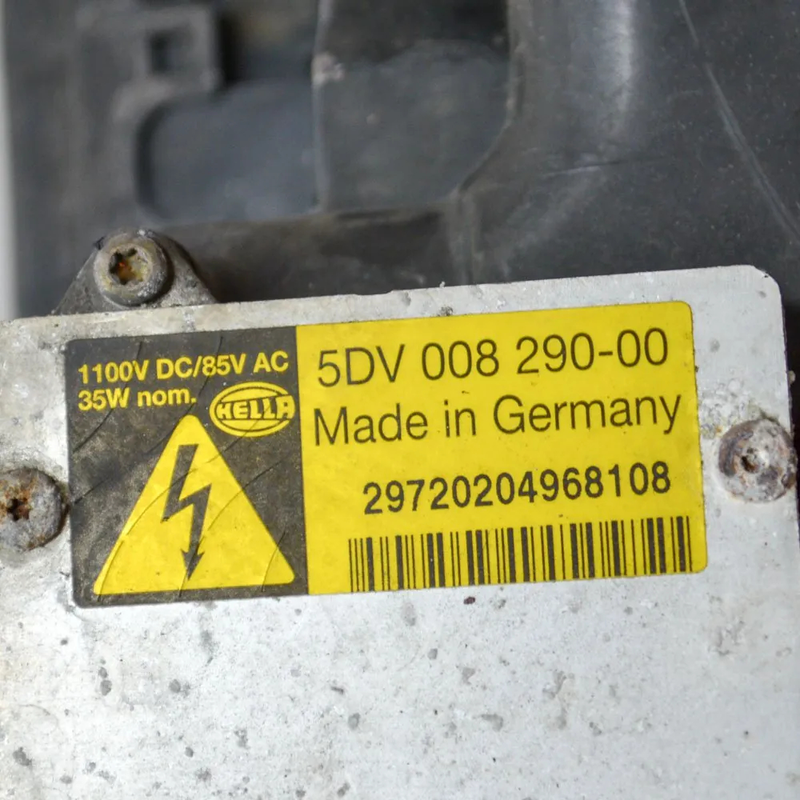 1100V DC/85V AC
35W nom.
HELLA
5DV 008 290-00
Made in Germany
29720204968108